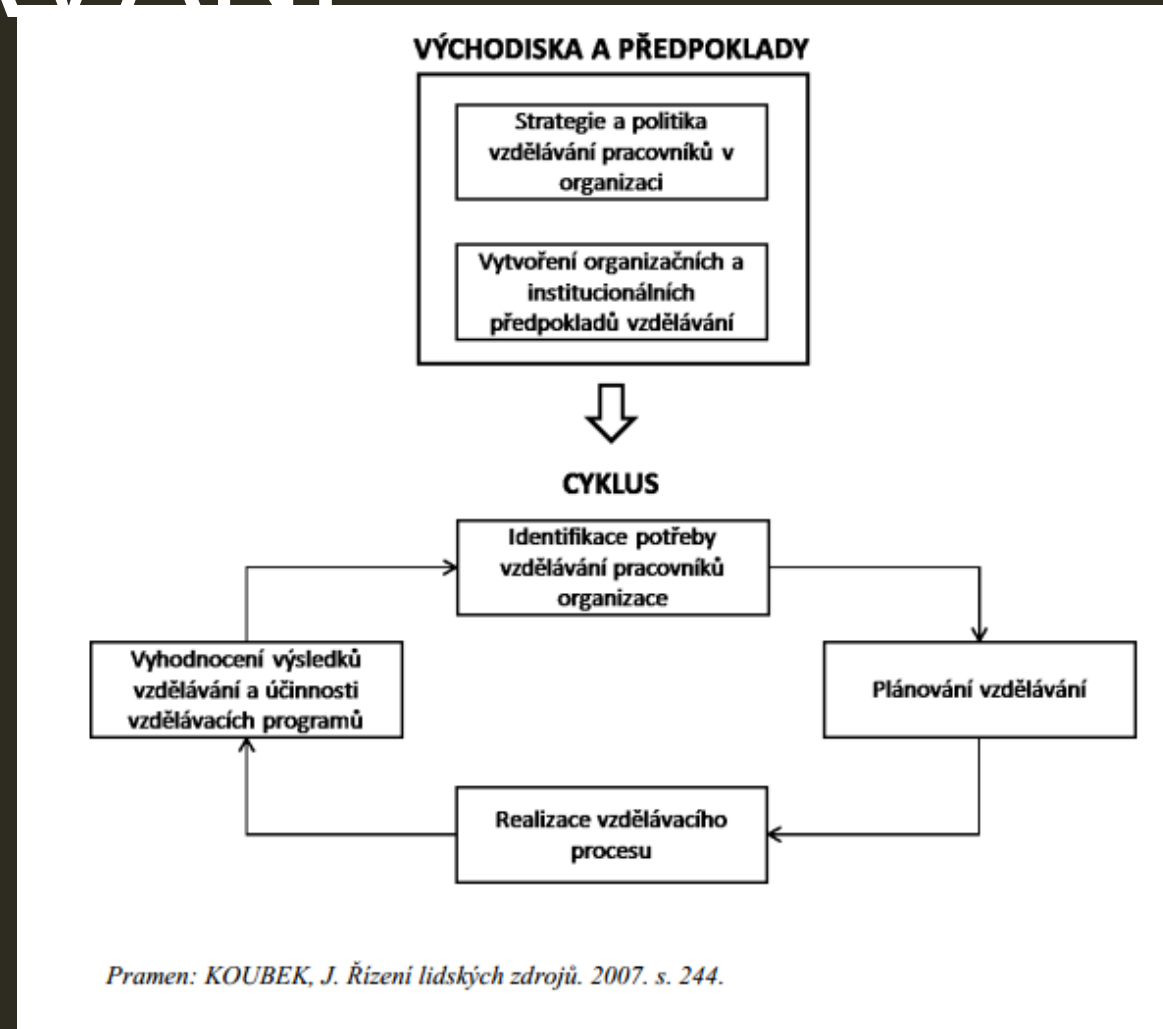 VÝCHODISKA A PŘEDPOKLADY
Strategie a politika
vzdělávání pracovníků v
organizaci
Vytvoření organizačních a
institucionálních
předpokladů vzdělávání
CYKLUS
Identifikace potřeby
vzdělávání pracovníků
organizace
Plánování vzdělávání
Realizace vzdělávacího
procesu
Vyhodnocení výsledků
vzdělávání a účinnosti
vzdělávacích programů
Pramen: KOUBEK, J. Řízení lidských zdrojů. 2007. s. 244.